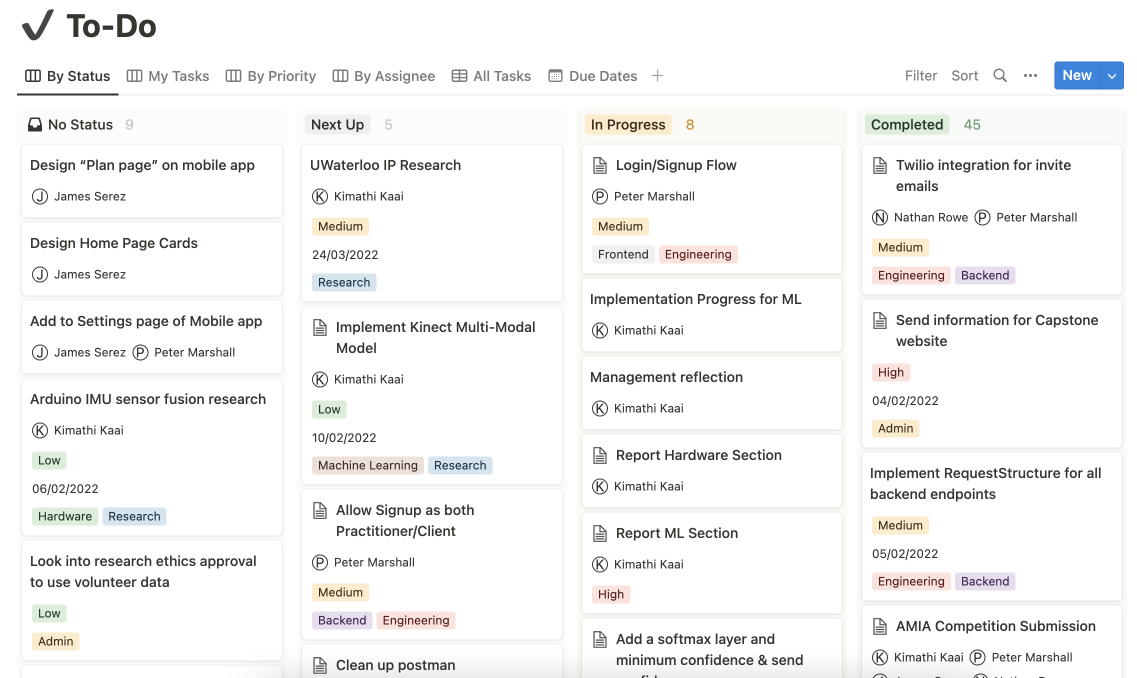 To-Do
By Status
My Tasks
By Priority
By Assignee
All Tasks
Due Dates
Filter
Sort
New
No Status 9
Design “Plan page” on mobile app
J James Serez
Design Home Page Cards
J James Serez
Add to Settings page of Mobile app
J James Serez P Peter Marshall
Arduino IMU sensor fusion research
K Kimathi Kaai
Low
06/02/2022
Hardware Research
Look into research ethics approval
to use volunteer data
Low
Admin
Next Up 5
UWaterloo IP Research
K Kimathi Kaai
Medium
24/03/2022
Research
Implement Kinect Multi-Modal
Model
K Kimathi Kaai
Low
10/02/2022
Machine Learning Research
Allow Signup as both
Practitioner/Client
P Peter Marshall
Medium
Backend Engineering
Clean up postman
In Progress 8
Login/Signup Flow
P Peter Marshall
Medium
Frontend Engineering
Implementation Progress for ML
K Kimathi Kaai
Management reflection
K Kimathi Kaai
Report Hardware Section
K Kimathi Kaai
Report ML Section
K Kimathi Kaai
High
Add a softmax layer and
minimum confidence & send
Completed 45
Twilio integration for invite
emails
N Nathan Rowe P Peter Marshall
Medium
Engineering Backend
Send information for Capstone
website
High
04/02/2022
Admin
Implement RequestStructure for all
backend endpoints
Medium
05/02/2022
Engineering Backend
AMIA Competition Submission
K Kimathi Kaai P Peter Marshall